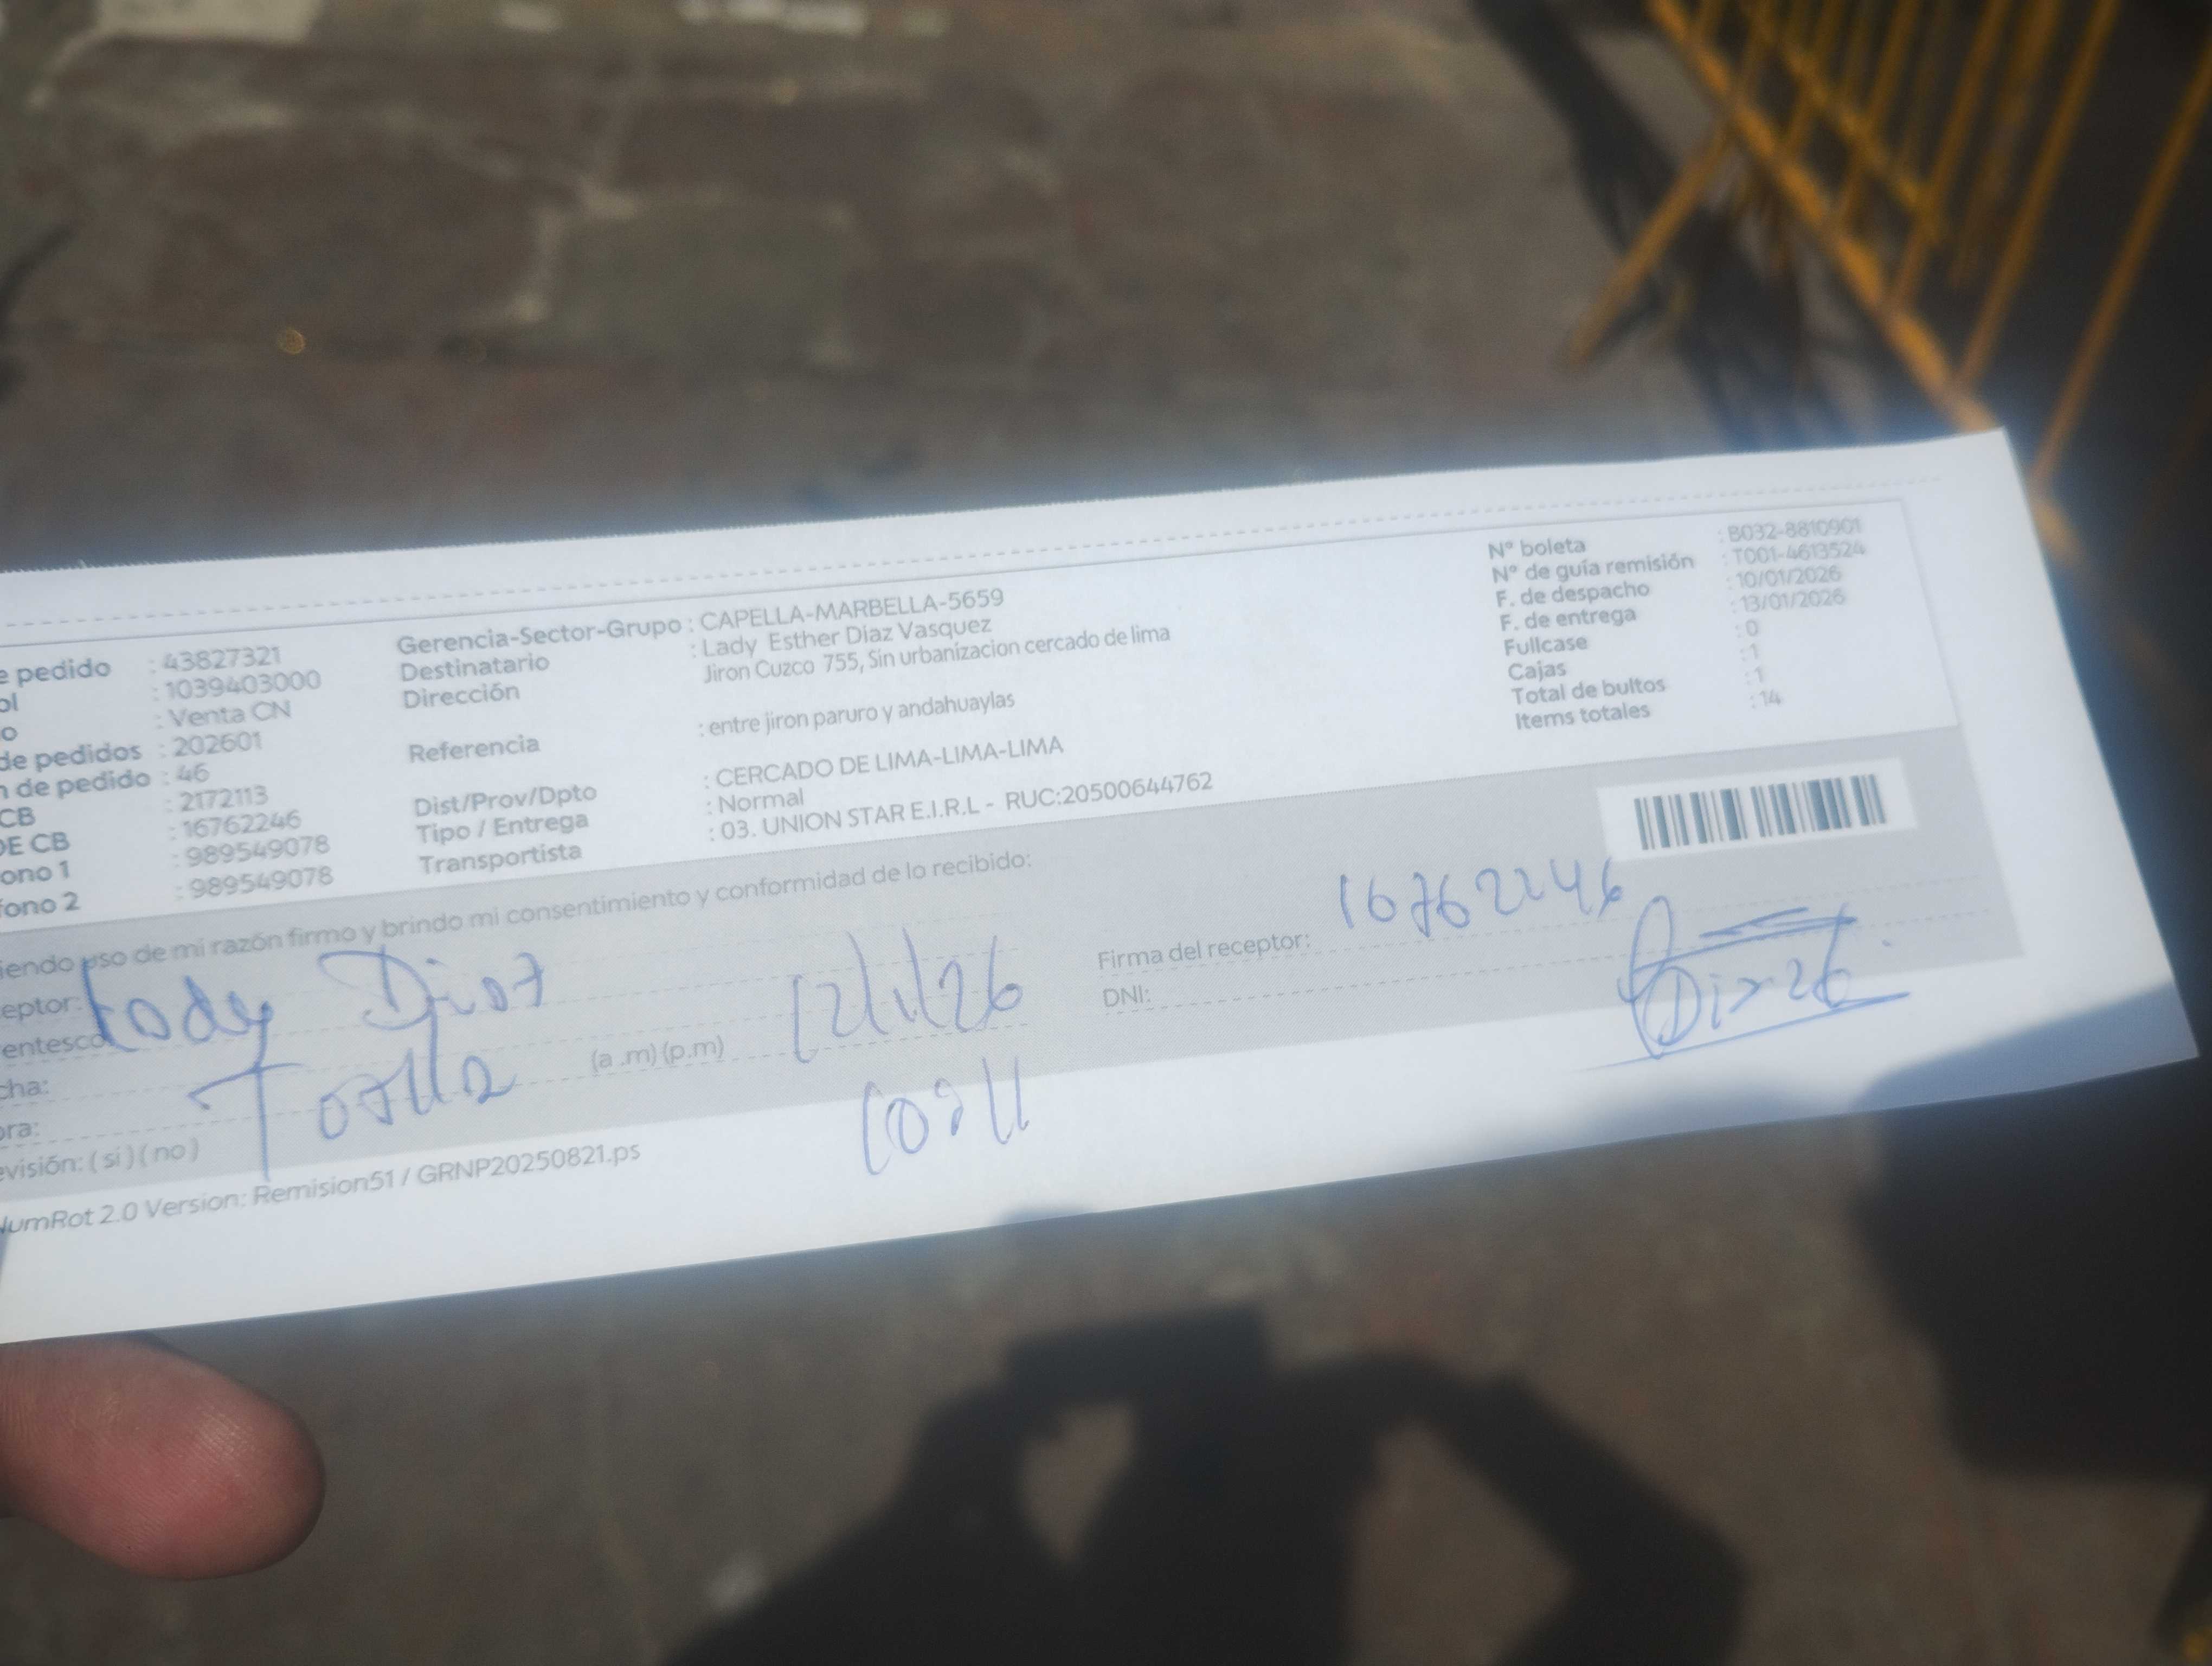 e pedido : 43827321
ol : 1039403000
o : Venta CN
de pedidos : 202601
n de pedido : 46
CB : 2172113
DE CB : 16762246
ono 1 : 989549078
fono 2 : 989549078
Gerencia-Sector-Grupo : CAPELLA-MARBELLA-5659
Destinatario : Lady Esther Diaz Vasquez
Dirección Jiron Cuzco 755, Sin urbanizacion cercado de lima
Referencia : entre jiron paruro y andahuaylas
Dist/Prov/Dpto : CERCADO DE LIMA-LIMA-LIMA
Tipo / Entrega : Normal
Transportista : 03. UNION STAR E.I.R.L - RUC:20500644762
N° boleta : B032-8810901
N° de guía remisión : T001-4613524
F. de despacho : 10/01/2026
F. de entrega : 13/01/2026
Fullcase : 0
Cajas : 1
Total de bultos : 1
Items totales : 14
iendo uso de mi razón firmo y brindo mi consentimiento y conformidad de lo recibido:
eptor: Lady Diaz
entesco
cha: 12/1/26
ora: (a .m) (p.m)
evisión: ( si ) ( no )
Firma del receptor: 16762246
DNI:
NumRot 2.0 Version: Remision51 / GRNP20250821.ps